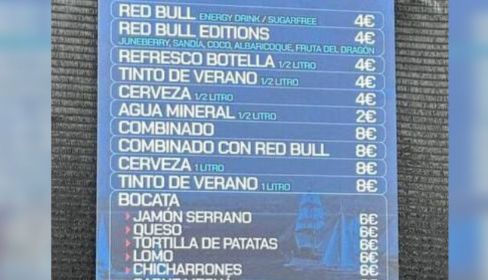 RED BULL ENERGY DRINK / SUGARFREE 4€
RED BULL EDITIONS 4€
JUNEBERRY, SANDÍA, COCO, ALBARICOQUE, FRUTA DEL DRAGÓN
REFRESCO BOTELLA 1/2 LITRO 4€
TINTO DE VERANO 1/2 LITRO 4€
CERVEZA 1/2 LITRO 4€
AGUA MINERAL 1/2 LITRO 2€
COMBINADO 8€
COMBINADO CON RED BULL 8€
CERVEZA 1 LITRO 8€
TINTO DE VERANO 1 LITRO 8€
BOCATA
JAMÓN SERRANO 6€
QUESO 6€
TORTILLA DE PATATAS 6€
LOMO 6€
CHICHARRONES 6€